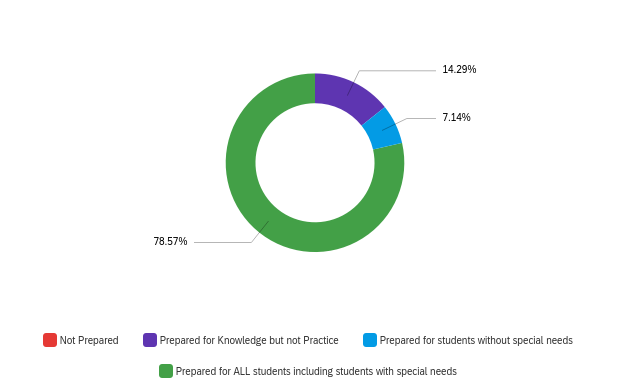 14.29%
7.14%
78.57%
Not Prepared
Prepared for Knowledge but not Practice
Prepared for students without special needs
Prepared for ALL students including students with special needs